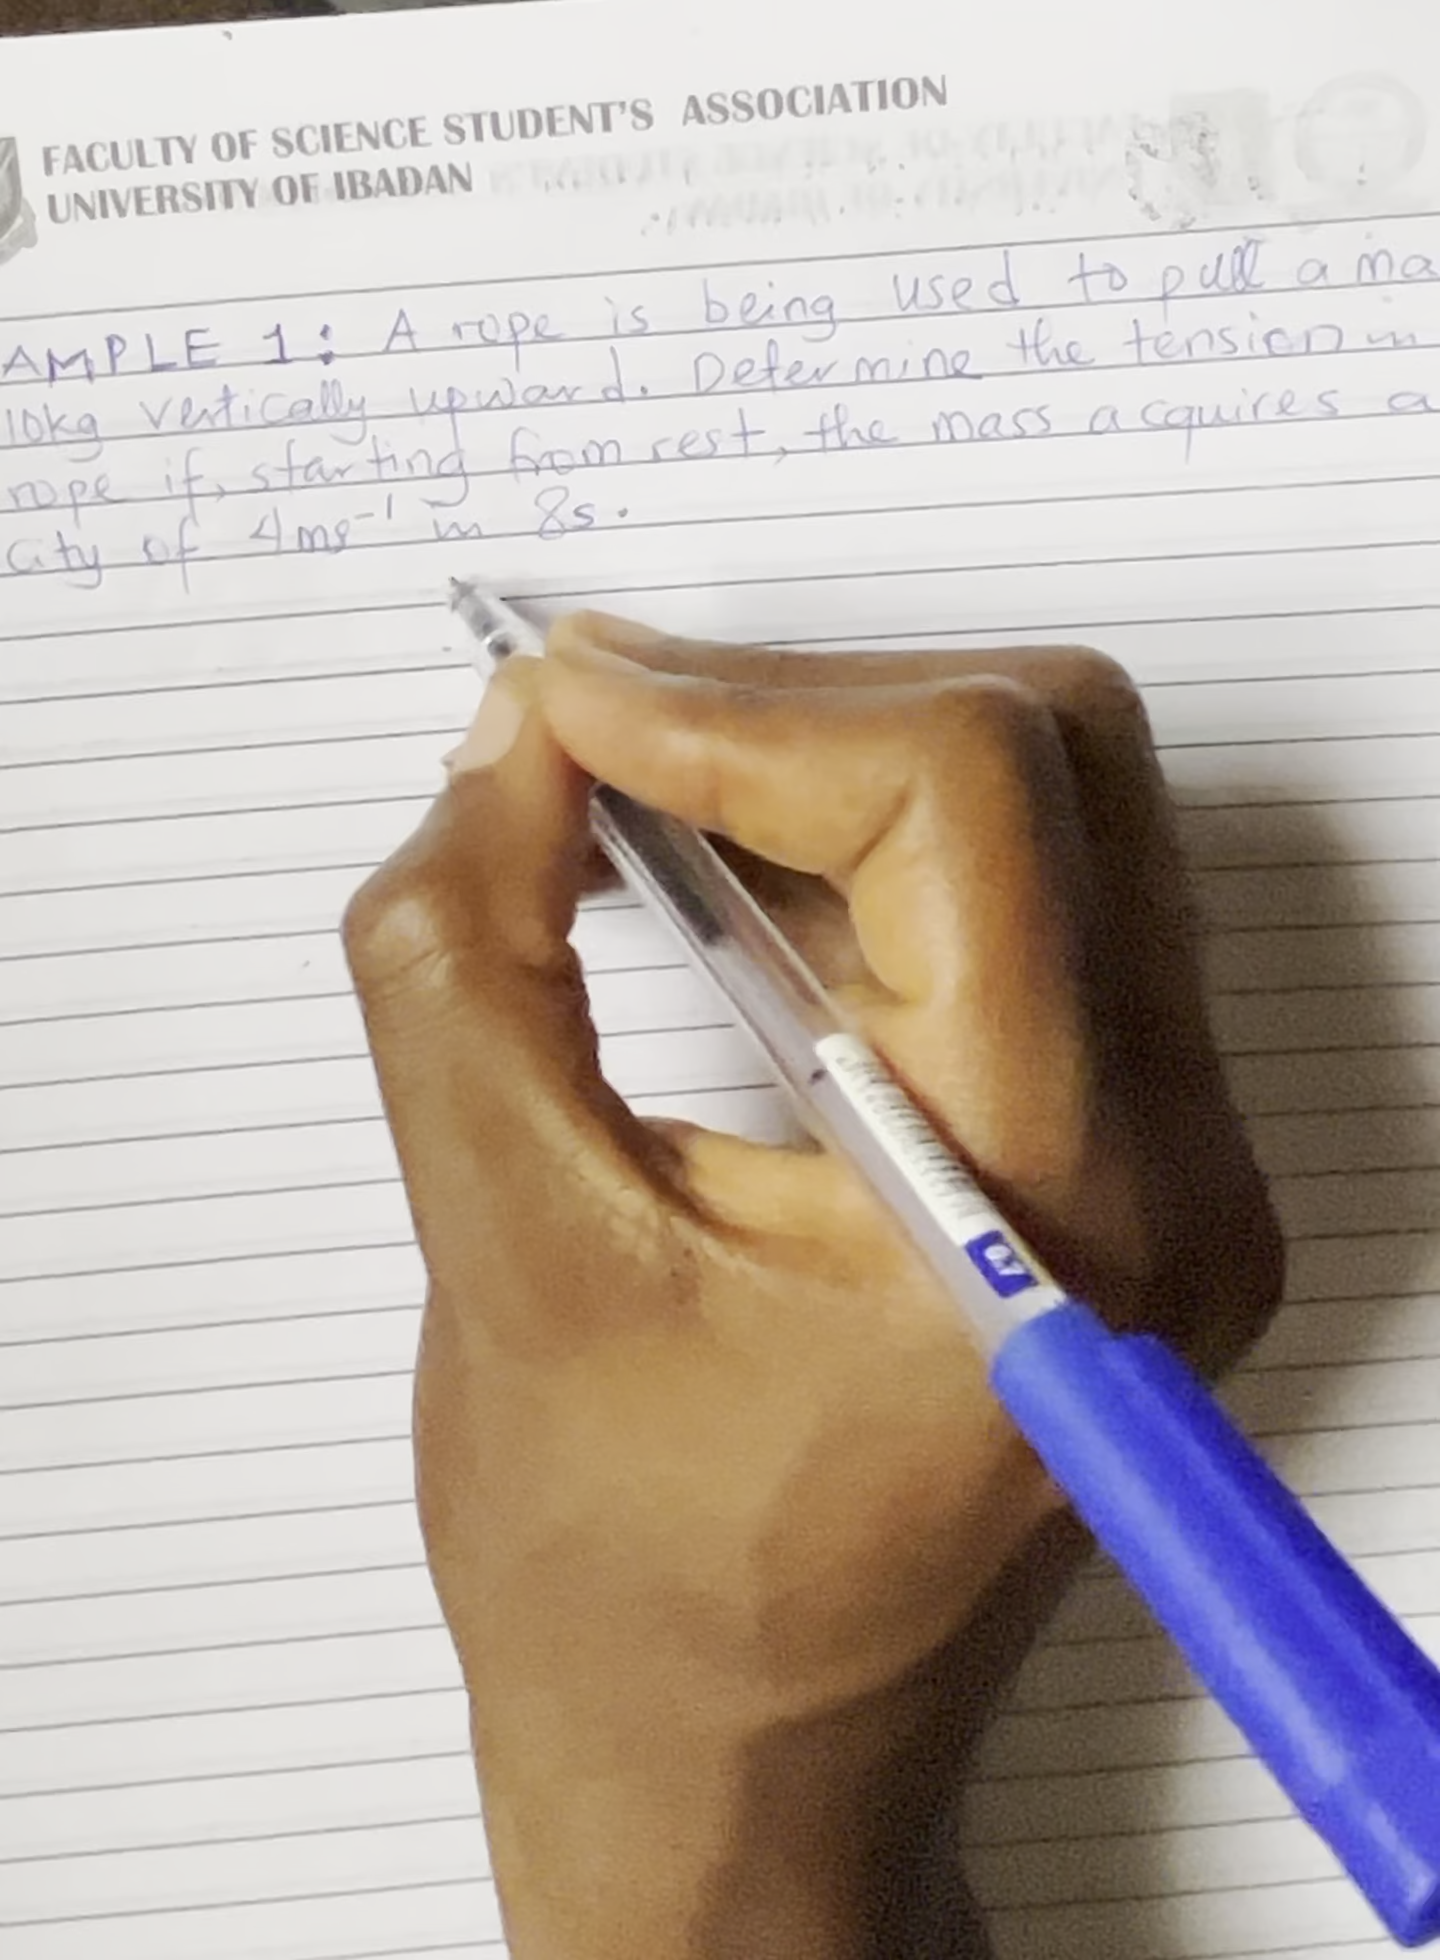 FACULTY OF SCIENCE STUDENT'S ASSOCIATION
UNIVERSITY OF IBADAN
AMPLE 1: A rope is being used to pull a ma
10kg vertically upward. Determine the tension in
rope if, starting from rest, the mass acquires a
city of 4ms⁻¹ in 8s.
0.7